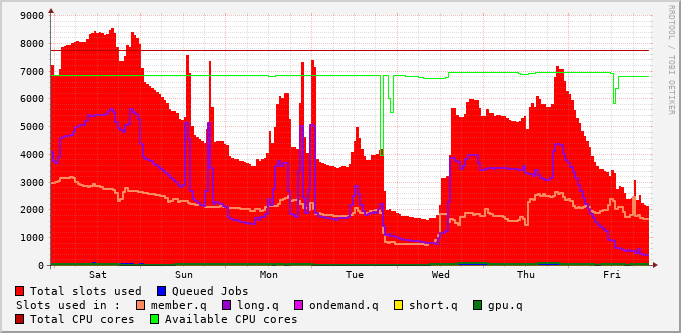 RRDTOOL / TOBI OETIKER
9000
8000
7000
6000
5000
4000
3000
2000
1000
0
Sat Sun Mon Tue Wed Thu Fri
Total slots used Queued Jobs
Slots used in : member.q long.q ondemand.q short.q gpu.q
Total CPU cores Available CPU cores